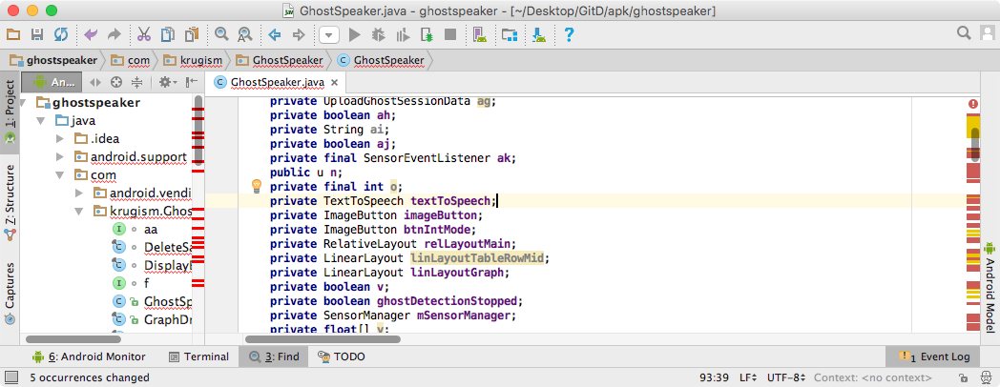 GhostSpeaker.java - ghostspeaker - [~/Desktop/GitD/apk/ghostspeaker]
ghostspeaker com krugism GhostSpeaker GhostSpeaker
An...
GhostSpeaker.java
1: Project
Z: Structure
Captures
ghostspeaker
java
.idea
android.support
com
android.vendi
krugism.Ghos
aa
DeleteSa
Display
f
GhostSp
GraphDr
private UploadGhostSessionData ag;
private boolean ah;
private String ai;
private boolean aj;
private final SensorEventListener ak;
public u n;
private final int o;
private TextToSpeech textToSpeech;
private ImageButton imageButton;
private ImageButton btnIntMode;
private RelativeLayout relLayoutMain;
private LinearLayout linLayoutTableRowMid;
private LinearLayout linLayoutGraph;
private boolean v;
private boolean ghostDetectionStopped;
private SensorManager mSensorManager;
private float[] y;
Android Model
6: Android Monitor Terminal 3: Find TODO 1 Event Log
5 occurrences changed 93:39 LF UTF-8 Context: <no context>